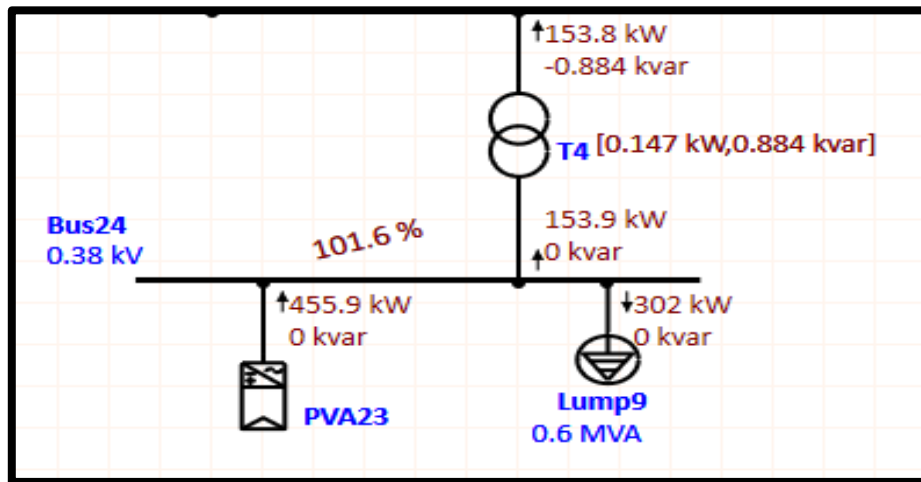 153.8 kW
-0.884 kvar
T4 [0.147 kW,0.884 kvar]
Bus24
0.38 kV
101.6 %
153.9 kW
0 kvar
455.9 kW
0 kvar
302 kW
0 kvar
PVA23
Lump9
0.6 MVA